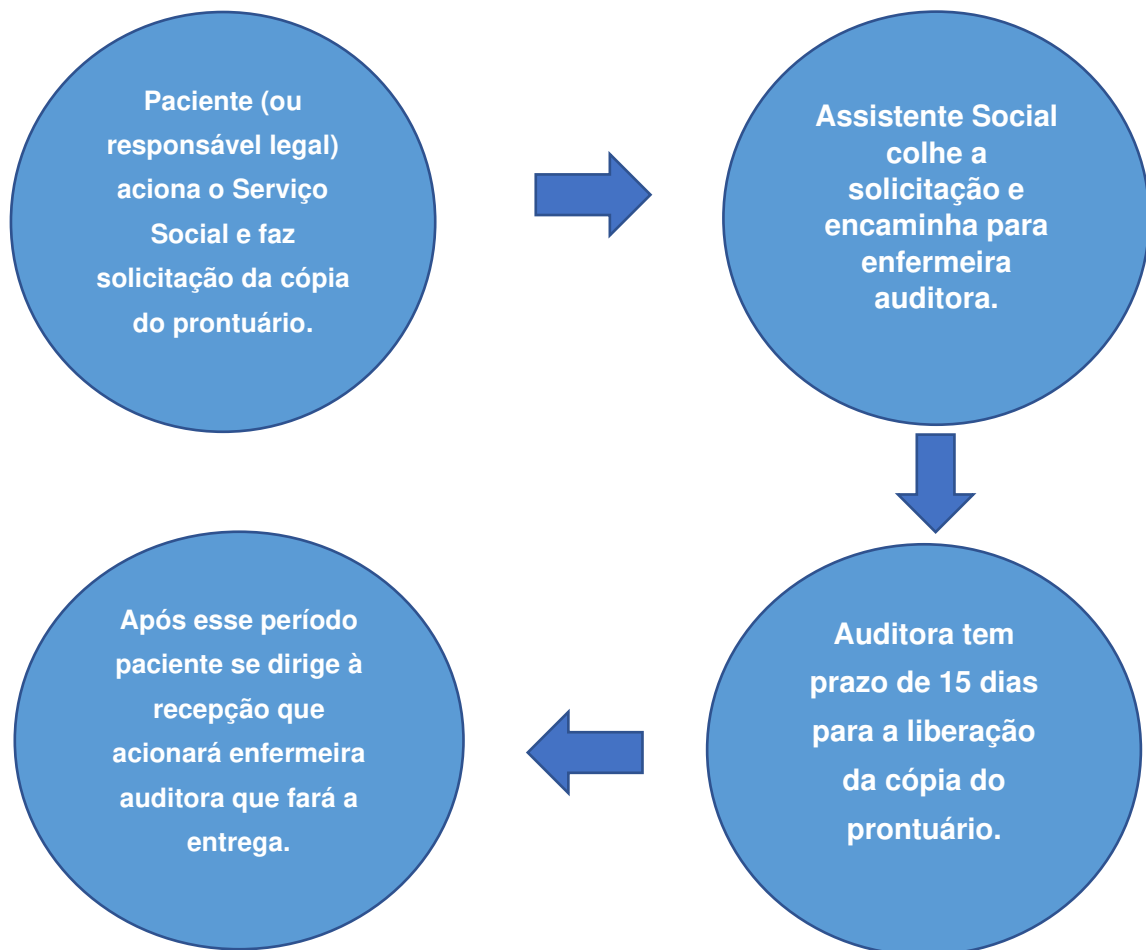 Paciente (ou
responsável legal)
aciona o Serviço
Social e faz
solicitação da cópia
do prontuário.
Assistente Social
colhe a
solicitação e
encaminha para
enfermeira
auditora.
Auditora tem
prazo de 15 dias
para a liberação
da cópia do
prontuário.
Após esse período
paciente se dirige à
recepção que
acionará enfermeira
auditora que fará a
entrega.